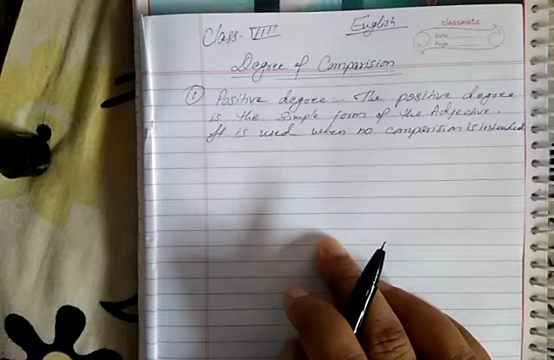 Class - VIII English classmate
Date
Page
Degree of Comparision
① Positive degree :- The positive degree
is the simple form of the Adjective.
It is used when no comparision is intended